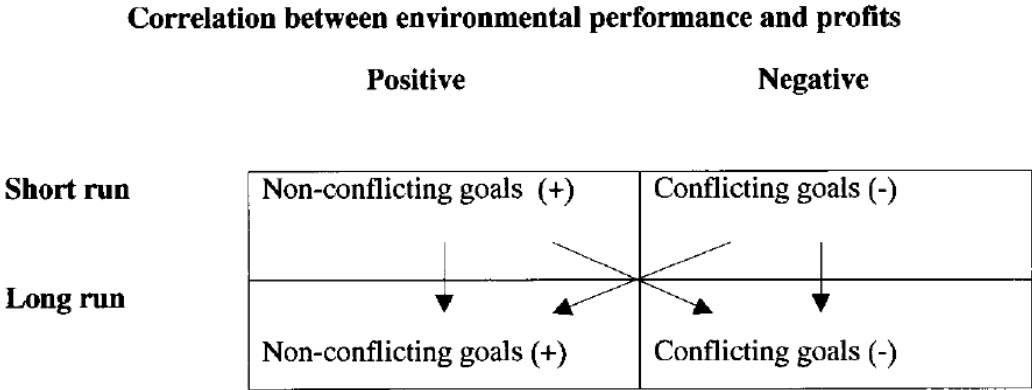 Correlation between environmental performance and profits
Positive Negative
Short run Non-conflicting goals (+) Conflicting goals (-)
Long run
Non-conflicting goals (+) Conflicting goals (-)